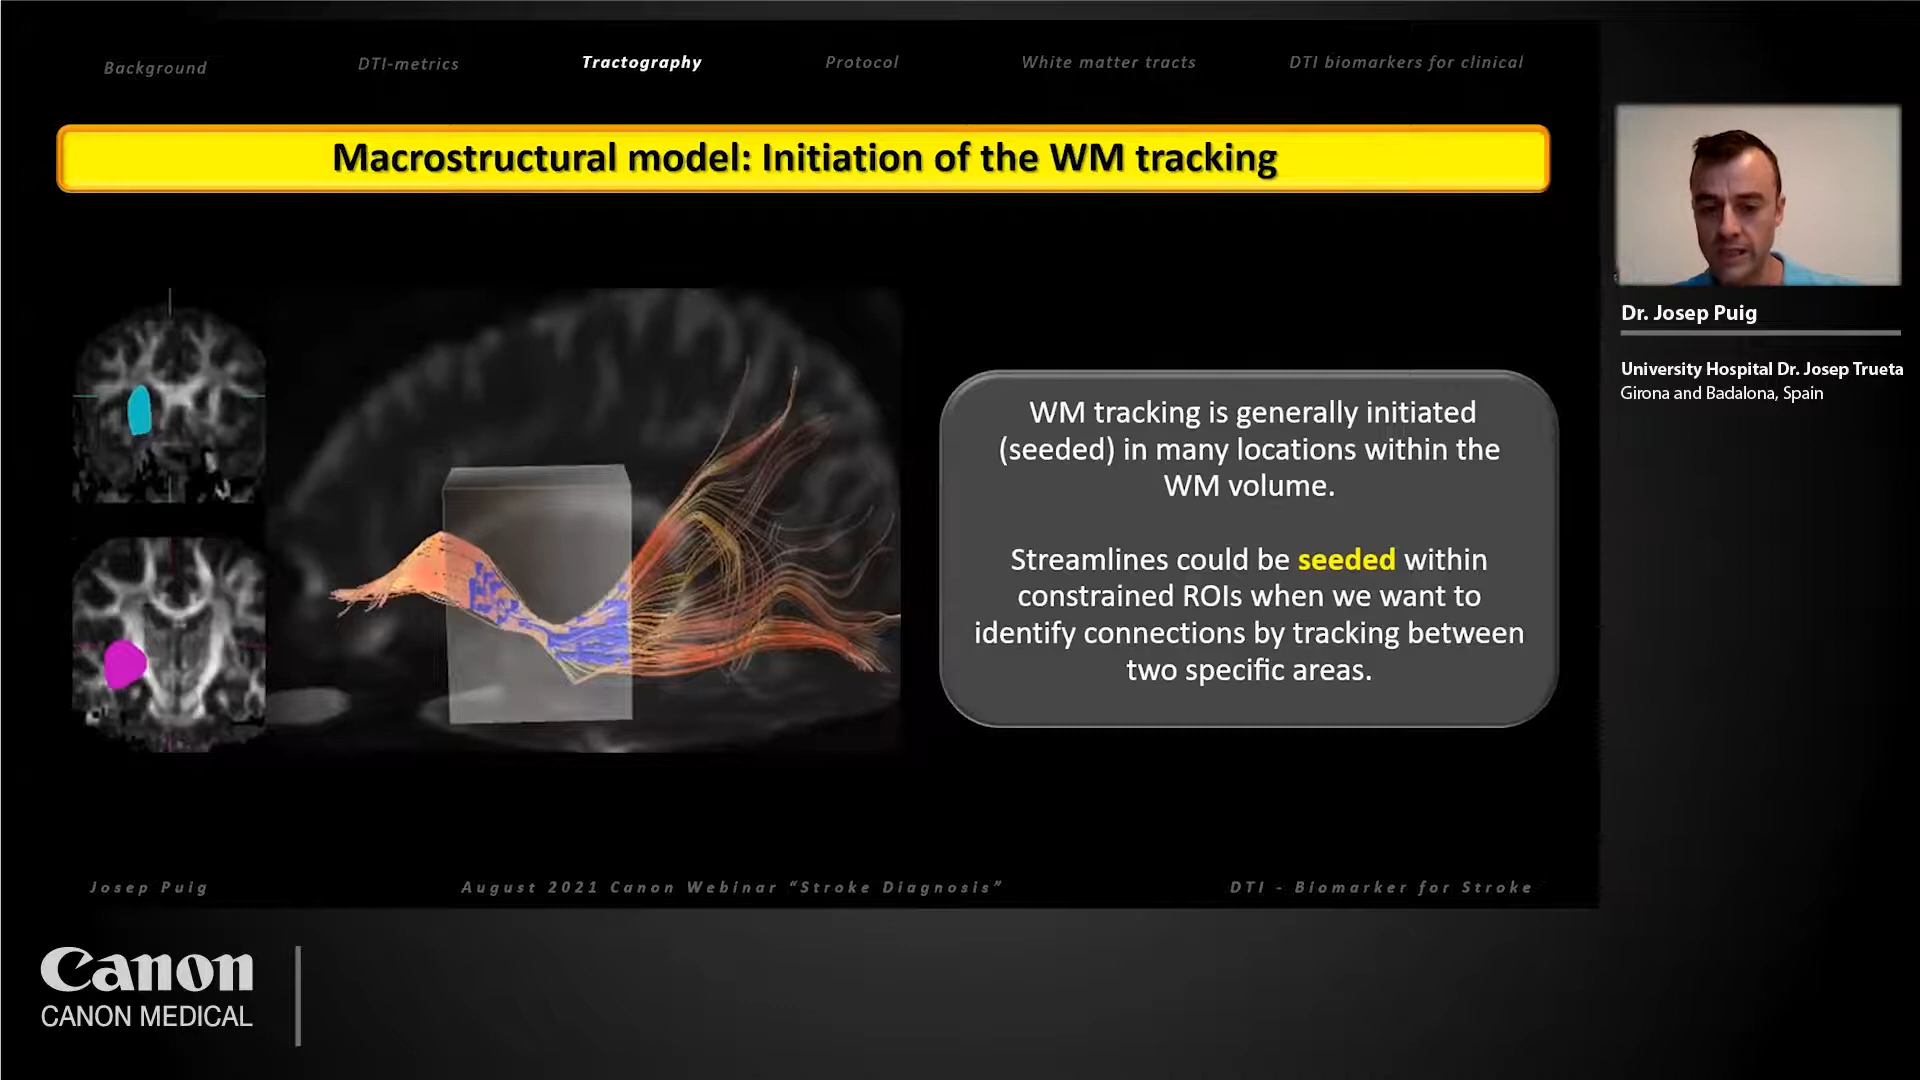 Background DTI-metrics Tractography Protocol White matter tracts DTI biomarkers for clinical
Macrostructural model: Initiation of the WM tracking
WM tracking is generally initiated
(seeded) in many locations within the
WM volume.
Streamlines could be seeded within
constrained ROIs when we want to
identify connections by tracking between
two specific areas.
Dr. Josep Puig
University Hospital Dr. Josep Trueta
Girona and Badalona, Spain
Josep Puig August 2021 Canon Webinar “Stroke Diagnosis” DTI - Biomarker for Stroke
Canon
CANON MEDICAL